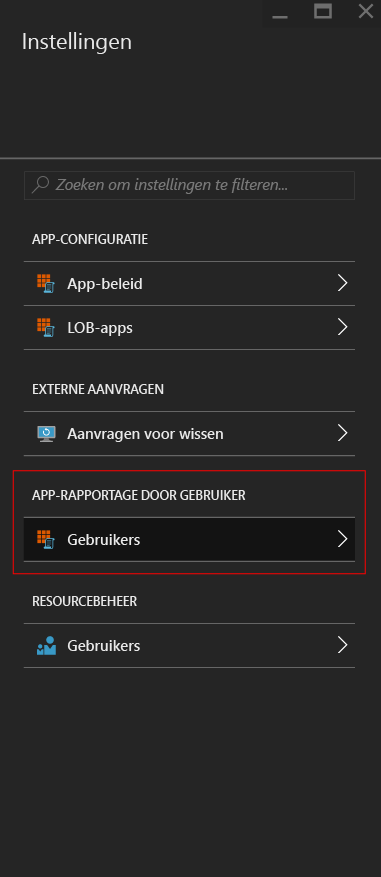 Instellingen
Zoeken om instellingen te filteren...
APP-CONFIGURATIE
App-beleid
LOB-apps
EXTERNE AANVRAGEN
Aanvragen voor wissen
APP-RAPPORTAGE DOOR GEBRUIKER
Gebruikers
RESOURCEBEHEER
Gebruikers